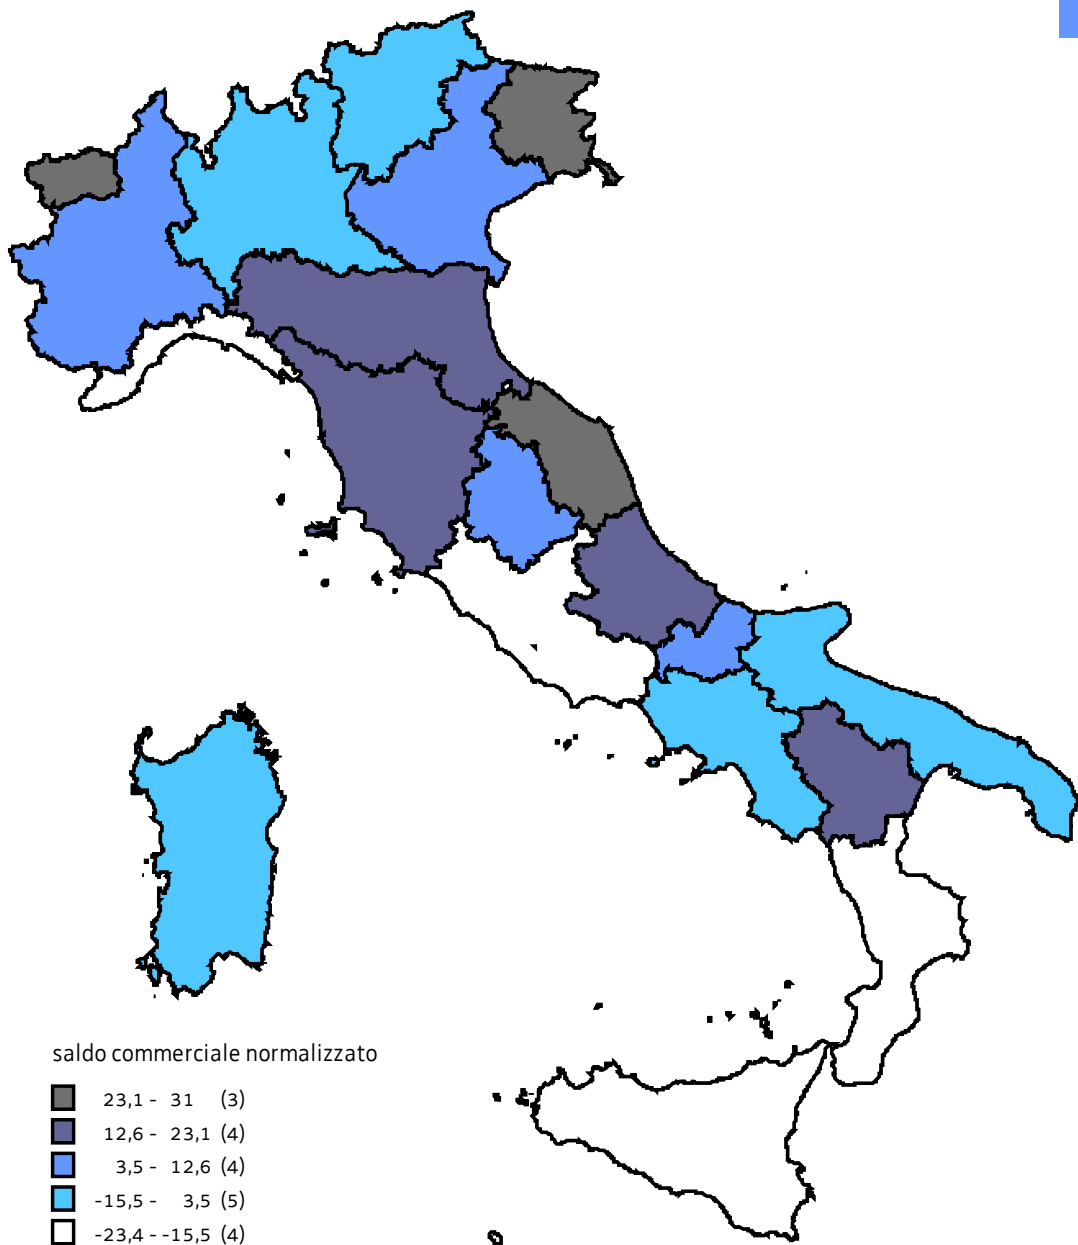 saldo commerciale normalizzato
23,1 - 31 (3)
12,6 - 23,1 (4)
3,5 - 12,6 (4)
-15,5 - 3,5 (5)
-23,4 - -15,5 (4)